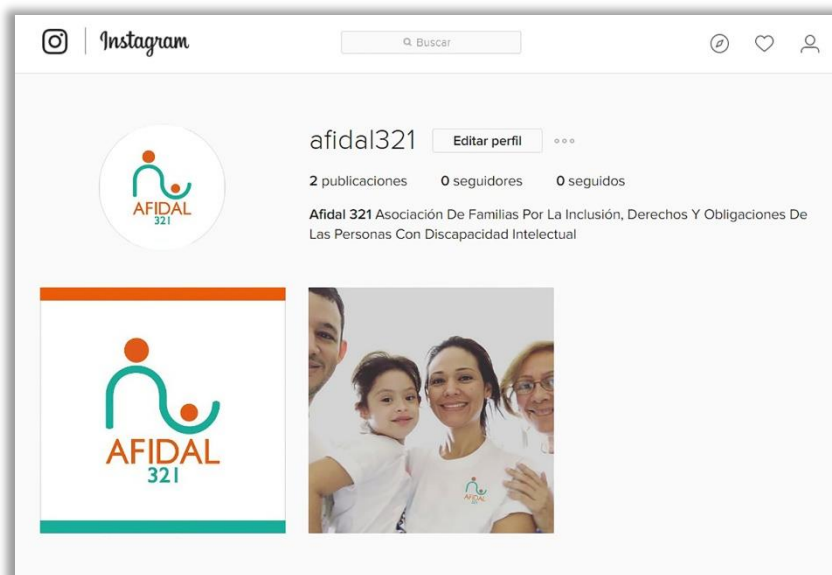 Instagram
Buscar
afidal321 Editar perfil
2 publicaciones 0 seguidores 0 seguidos
Afidal 321 Asociación De Familias Por La Inclusión, Derechos Y Obligaciones De
Las Personas Con Discapacidad Intelectual
AFIDAL
321
AFIDAL
321
AFIDAL